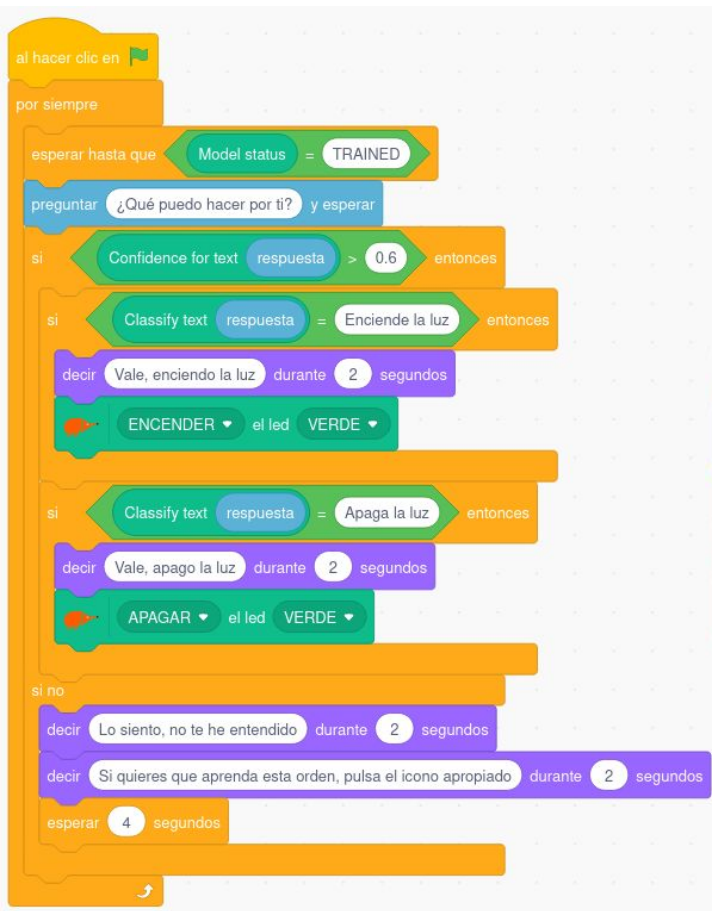 al hacer clic en
por siempre
esperar hasta que Model status = TRAINED
preguntar ¿Qué puedo hacer por ti? y esperar
si Confidence for text respuesta > 0.6 entonces
si Classify text respuesta = Enciende la luz entonces
decir Vale, enciendo la luz durante 2 segundos
ENCENDER el led VERDE
si Classify text respuesta = Apaga la luz entonces
decir Vale, apago la luz durante 2 segundos
APAGAR el led VERDE
si no
decir Lo siento, no te he entendido durante 2 segundos
decir Si quieres que aprenda esta orden, pulsa el icono apropiado durante 2 segundos
esperar 4 segundos